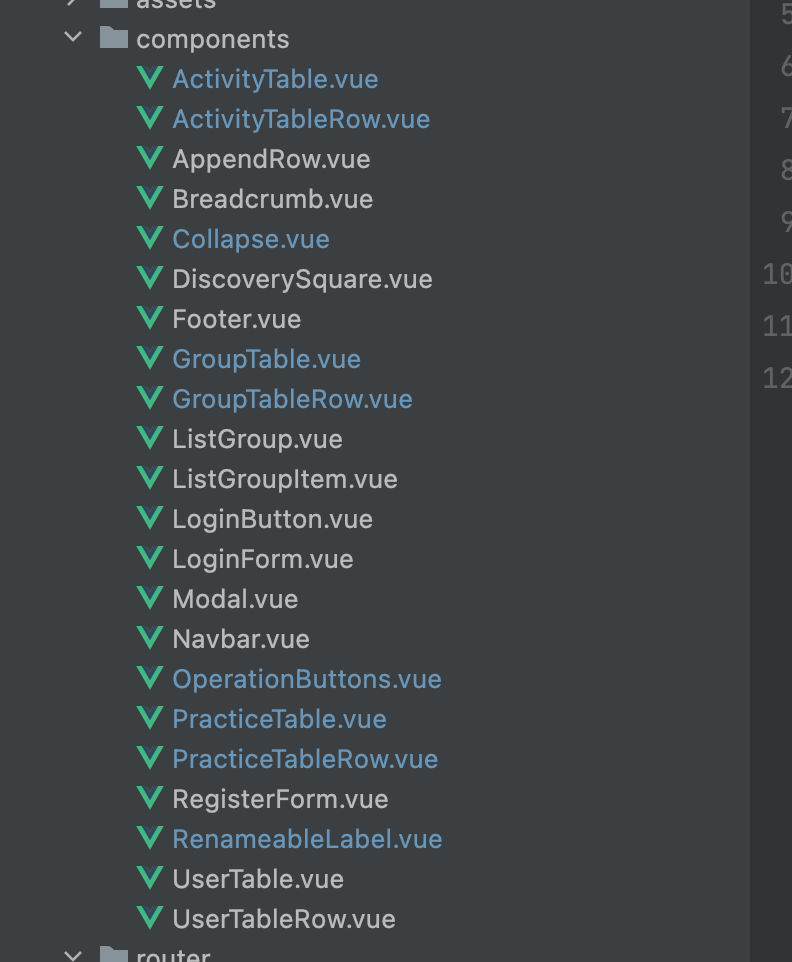 assets
components
ActivityTable.vue
ActivityTableRow.vue
AppendRow.vue
Breadcrumb.vue
Collapse.vue
DiscoverySquare.vue
Footer.vue
GroupTable.vue
GroupTableRow.vue
ListGroup.vue
ListGroupItem.vue
LoginButton.vue
LoginForm.vue
Modal.vue
Navbar.vue
OperationButtons.vue
PracticeTable.vue
PracticeTableRow.vue
RegisterForm.vue
RenameableLabel.vue
UserTable.vue
UserTableRow.vue
router
5
6
7
8
9
10
11
12